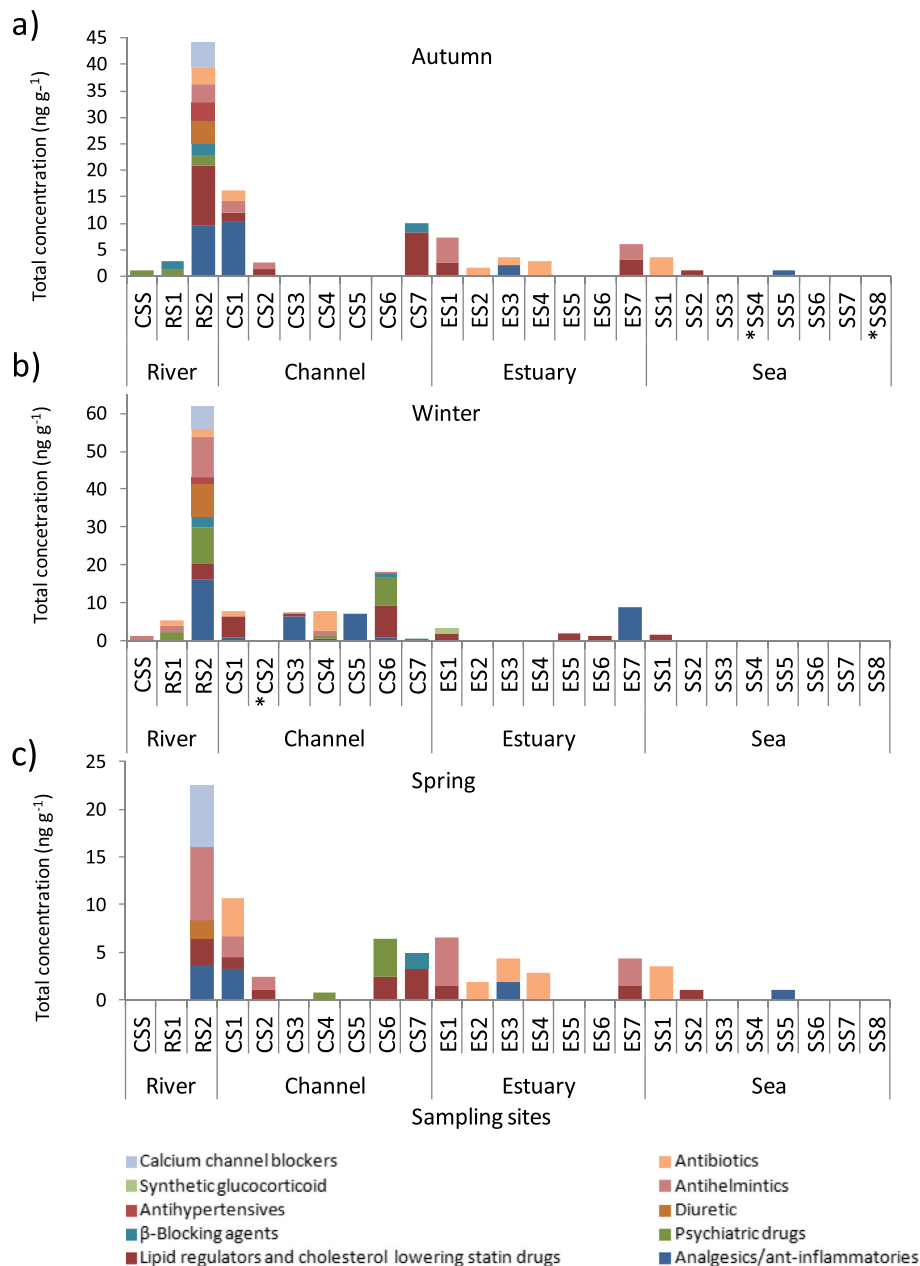 a)
Autumn
Total concentration (ng g-1)
45
40
35
30
25
20
15
10
5
0
CSS RS1 RS2 CS1 CS2 CS3 CS4 CS5 CS6 CS7 ES1 ES2 ES3 ES4 ES5 ES6 ES7 SS1 SS2 SS3 *SS4 SS5 SS6 SS7 *SS8
River Channel Estuary Sea
b)
Winter
Total concetration (ng g-1)
60
50
40
30
20
10
0
CSS RS1 RS2 CS1 *CS2 CS3 CS4 CS5 CS6 CS7 ES1 ES2 ES3 ES4 ES5 ES6 ES7 SS1 SS2 SS3 SS4 SS5 SS6 SS7 SS8
River Channel Estuary Sea
c)
Spring
Total concentration (ng g-1)
25
20
15
10
5
0
CSS RS1 RS2 CS1 CS2 CS3 CS4 CS5 CS6 CS7 ES1 ES2 ES3 ES4 ES5 ES6 ES7 SS1 SS2 SS3 SS4 SS5 SS6 SS7 SS8
River Channel Estuary Sea
Sampling sites
Calcium channel blockers Antibiotics
Synthetic glucocorticoid Antihelmintics
Antihypertensives Diuretic
β-Blocking agents Psychiatric drugs
Lipid regulators and cholesterol lowering statin drugs Analgesics/ant-inflammatories